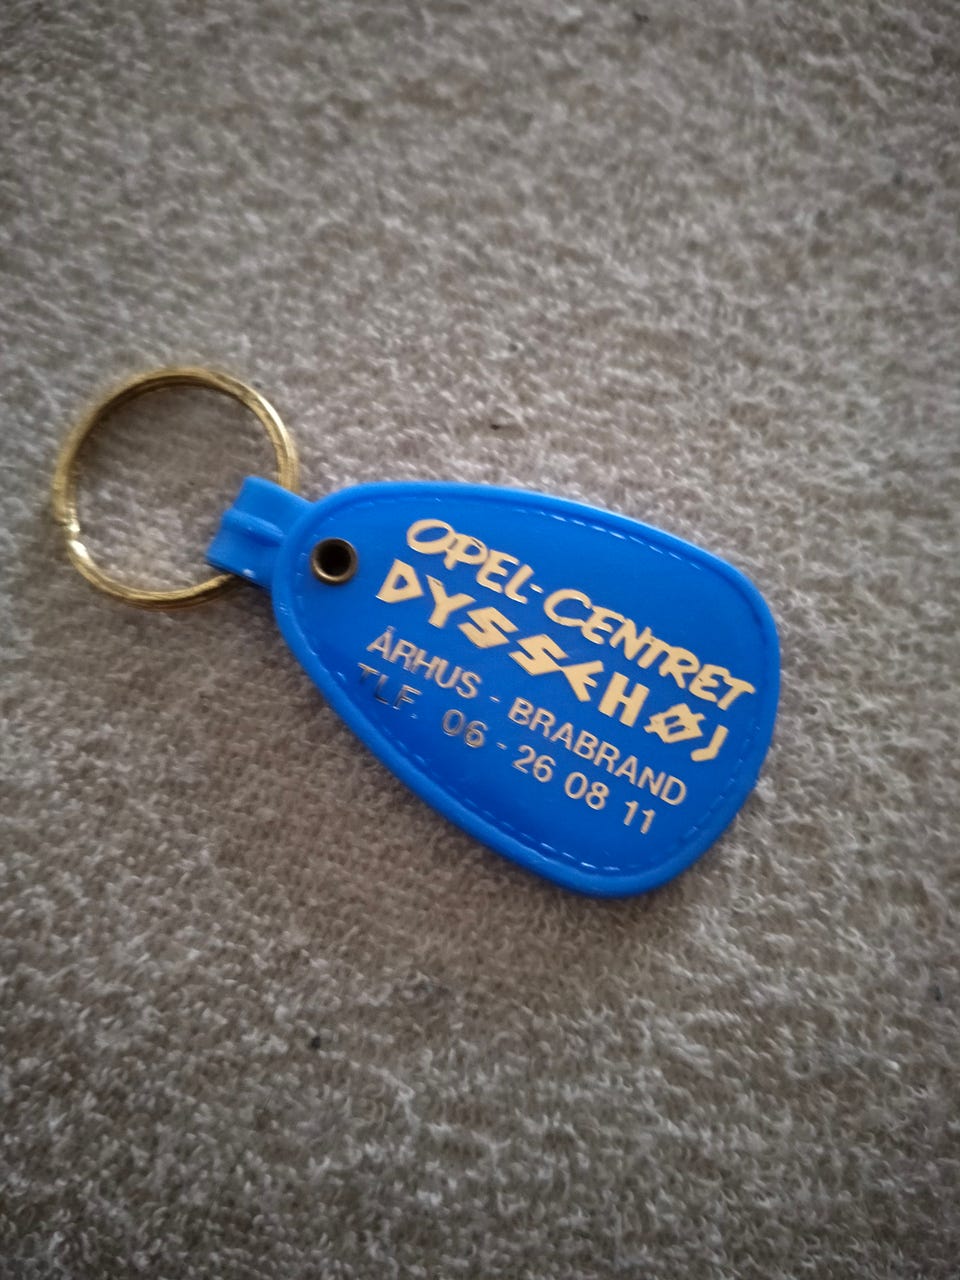 OPEL-CENTRET
DYSSEHØJ
ÅRHUS - BRABRAND
TLF. 06 - 26 08 11